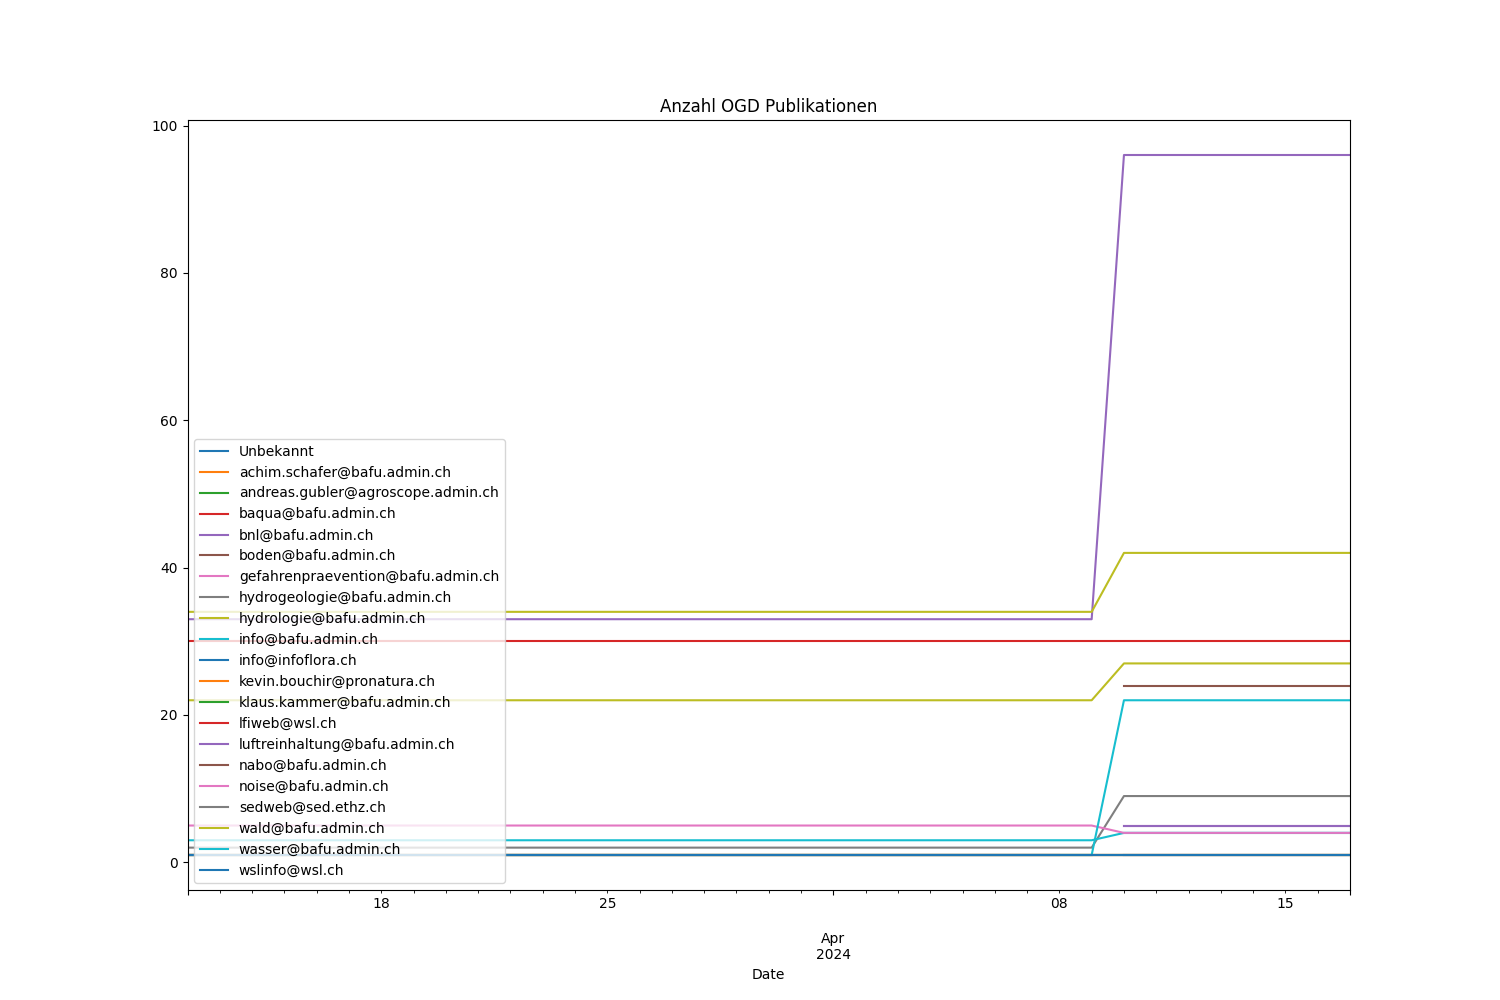 Anzahl OGD Publikationen
100
80
60
40
20
0
Unbekannt
achim.schafer@bafu.admin.ch
andreas.gubler@agroscope.admin.ch
baqua@bafu.admin.ch
bnl@bafu.admin.ch
boden@bafu.admin.ch
gefahrenpraevention@bafu.admin.ch
hydrogeologie@bafu.admin.ch
hydrologie@bafu.admin.ch
info@bafu.admin.ch
info@infoflora.ch
kevin.bouchir@pronatura.ch
klaus.kammer@bafu.admin.ch
lfiweb@wsl.ch
luftreinhaltung@bafu.admin.ch
nabo@bafu.admin.ch
noise@bafu.admin.ch
sedweb@sed.ethz.ch
wald@bafu.admin.ch
wasser@bafu.admin.ch
wslinfo@wsl.ch
18 25 08 15
Apr
2024
Date